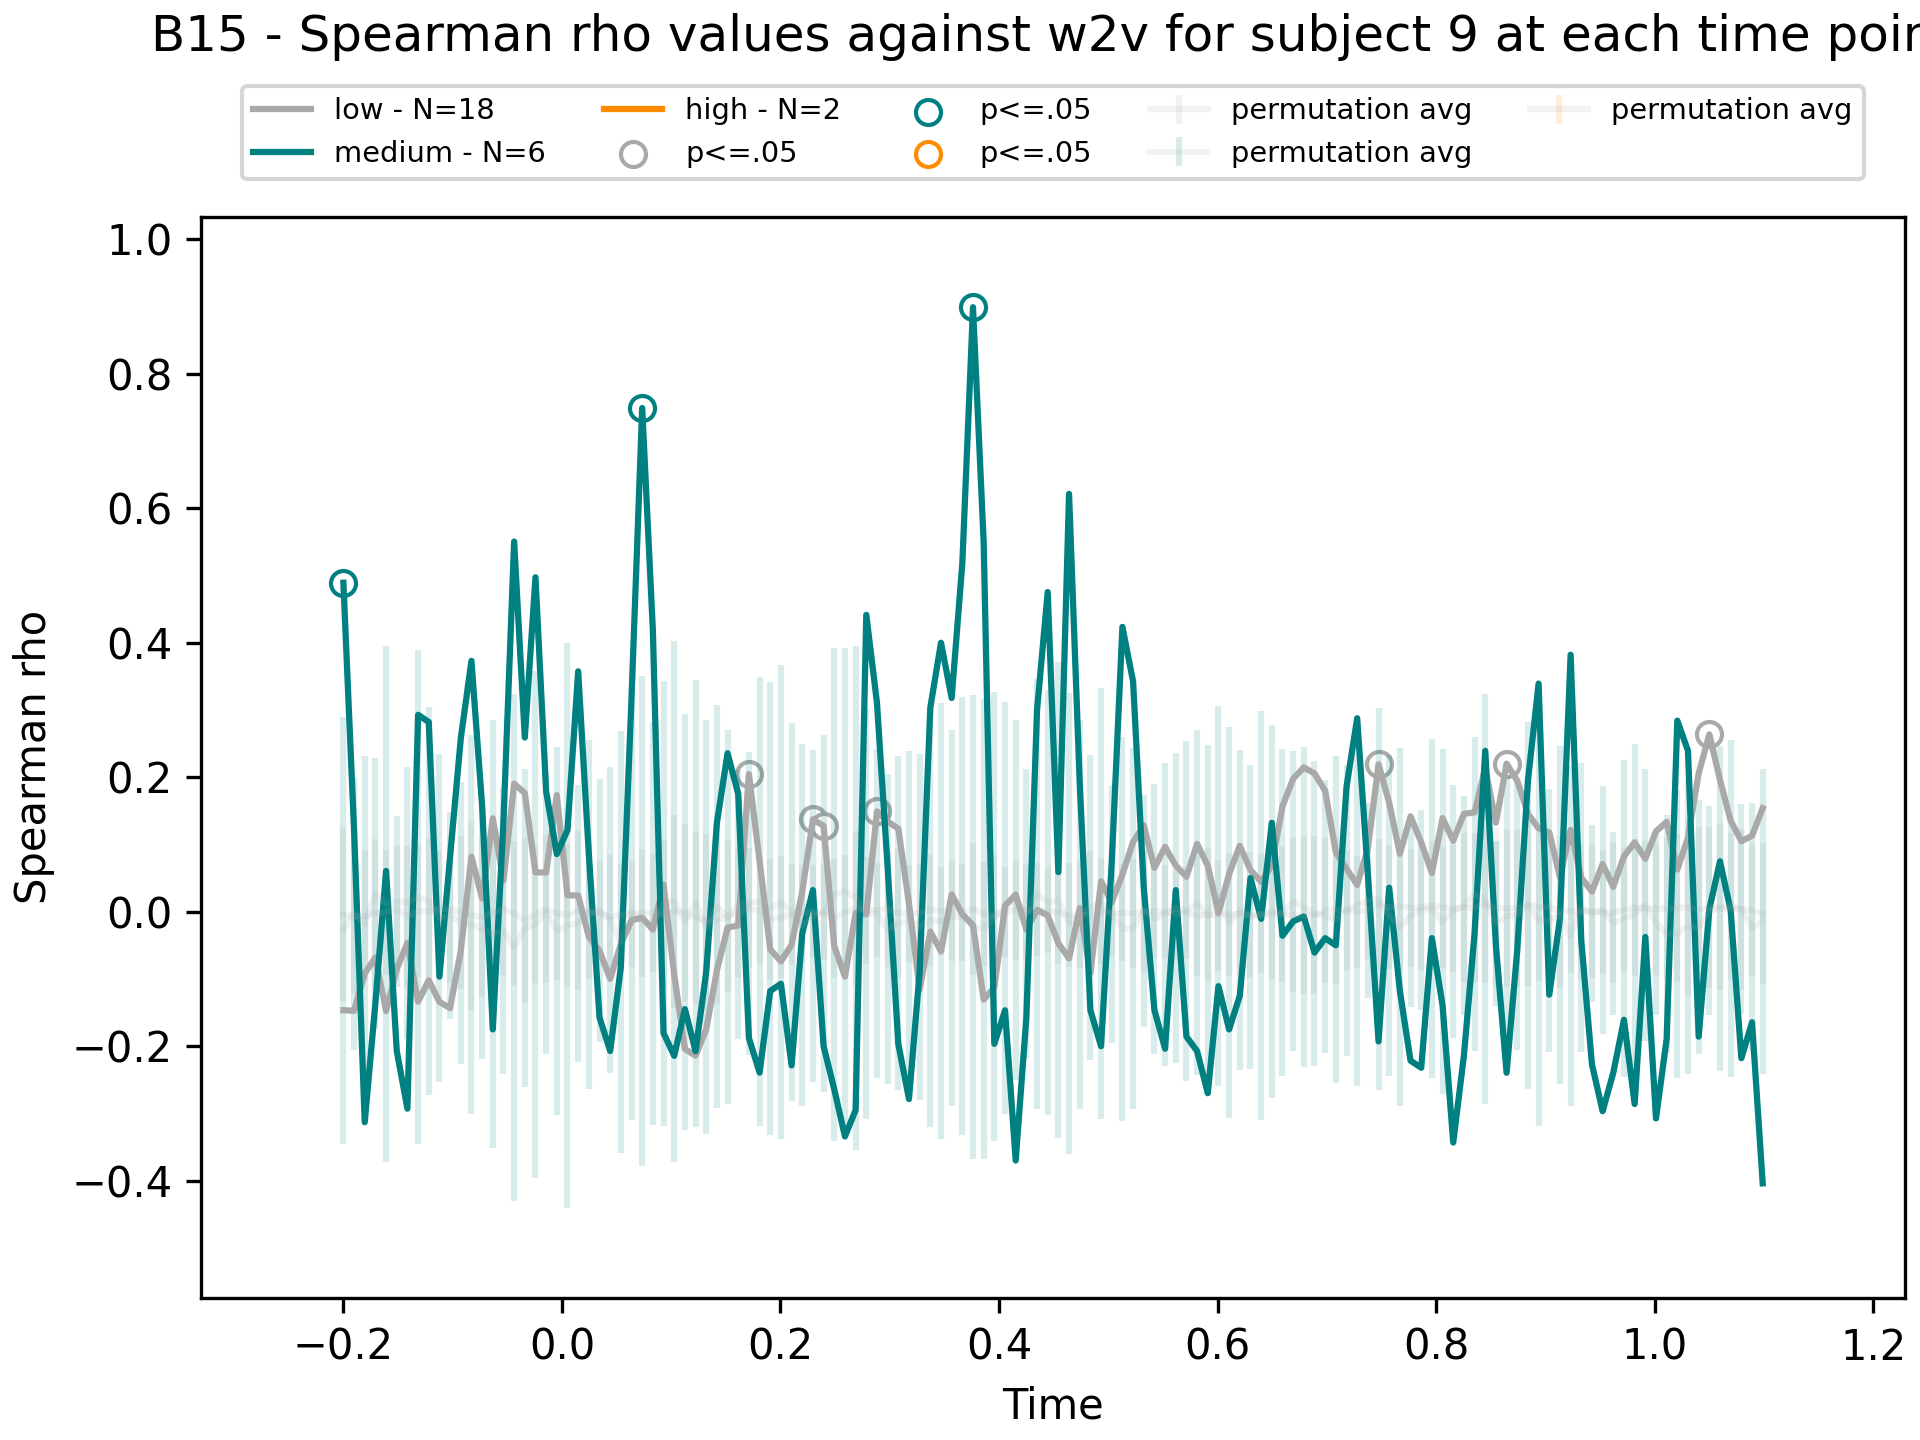 B15 - Spearman rho values against w2v for subject 9 at each time
low - N=18 high - N=2 p<=.05 permutation avg permutation avg
medium - N=6 p<=.05 p<=.05 permutation avg
1.0
0.8
0.6
0.4
0.2
0.0
−0.2
−0.4
Spearman rho
−0.2 0.0 0.2 0.4 0.6 0.8 1.0 1.2
Time